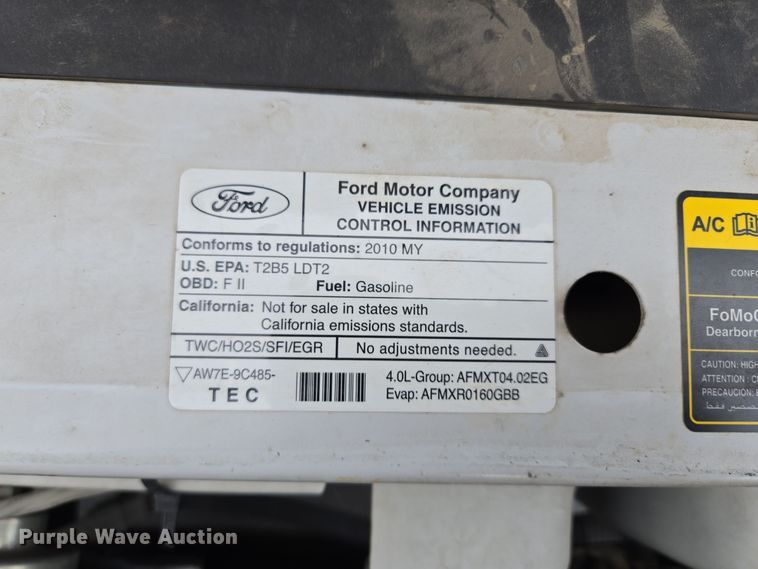 Ford
Ford Motor Company
VEHICLE EMISSION
CONTROL INFORMATION
Conforms to regulations: 2010 MY
U.S. EPA: T2B5 LDT2
OBD: F II Fuel: Gasoline
California: Not for sale in states with
California emissions standards.
TWC/HO2S/SFI/EGR No adjustments needed.
AW7E-9C485-
TEC
4.0L-Group: AFMXT04.02EG
Evap: AFMXR0160GBB
A/C
CONFO
FoMoC
Dearborn
CAUTION: HIGH
ATTENTION : C
PRECAUCION: E
Purple Wave Auction